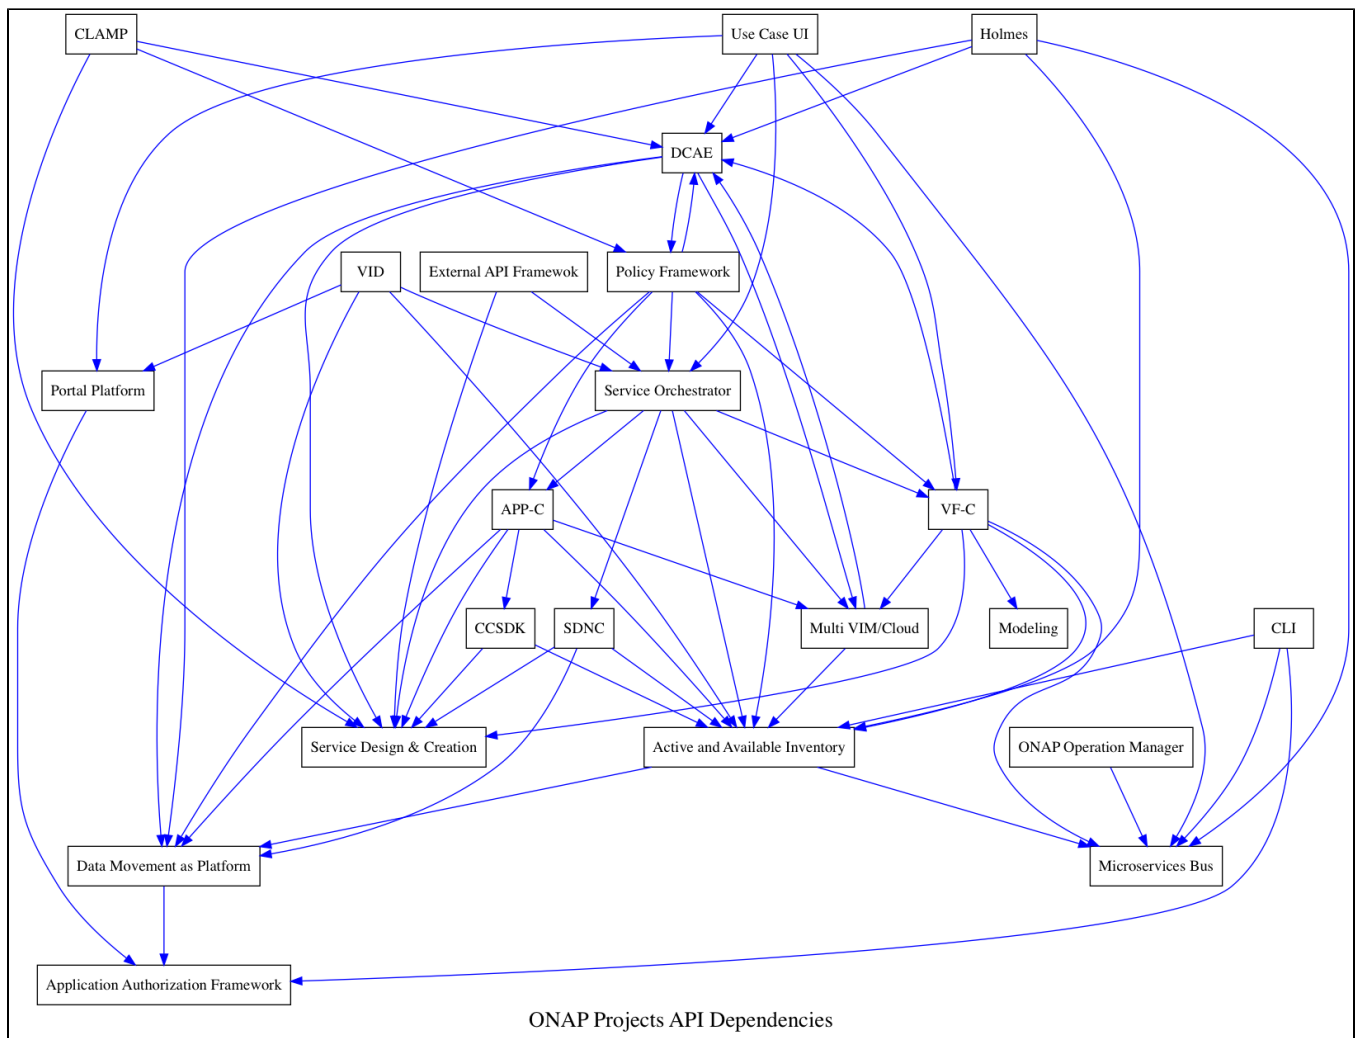 CLAMP
Use Case UI
Holmes
DCAE
VID
External API Framewok
Policy Framework
Portal Platform
Service Orchestrator
APP-C
VF-C
CCSDK
SDNC
Multi VIM/Cloud
Modeling
CLI
Service Design & Creation
Active and Available Inventory
ONAP Operation Manager
Data Movement as Platform
Microservices Bus
Application Authorization Framework
ONAP Projects API Dependencies